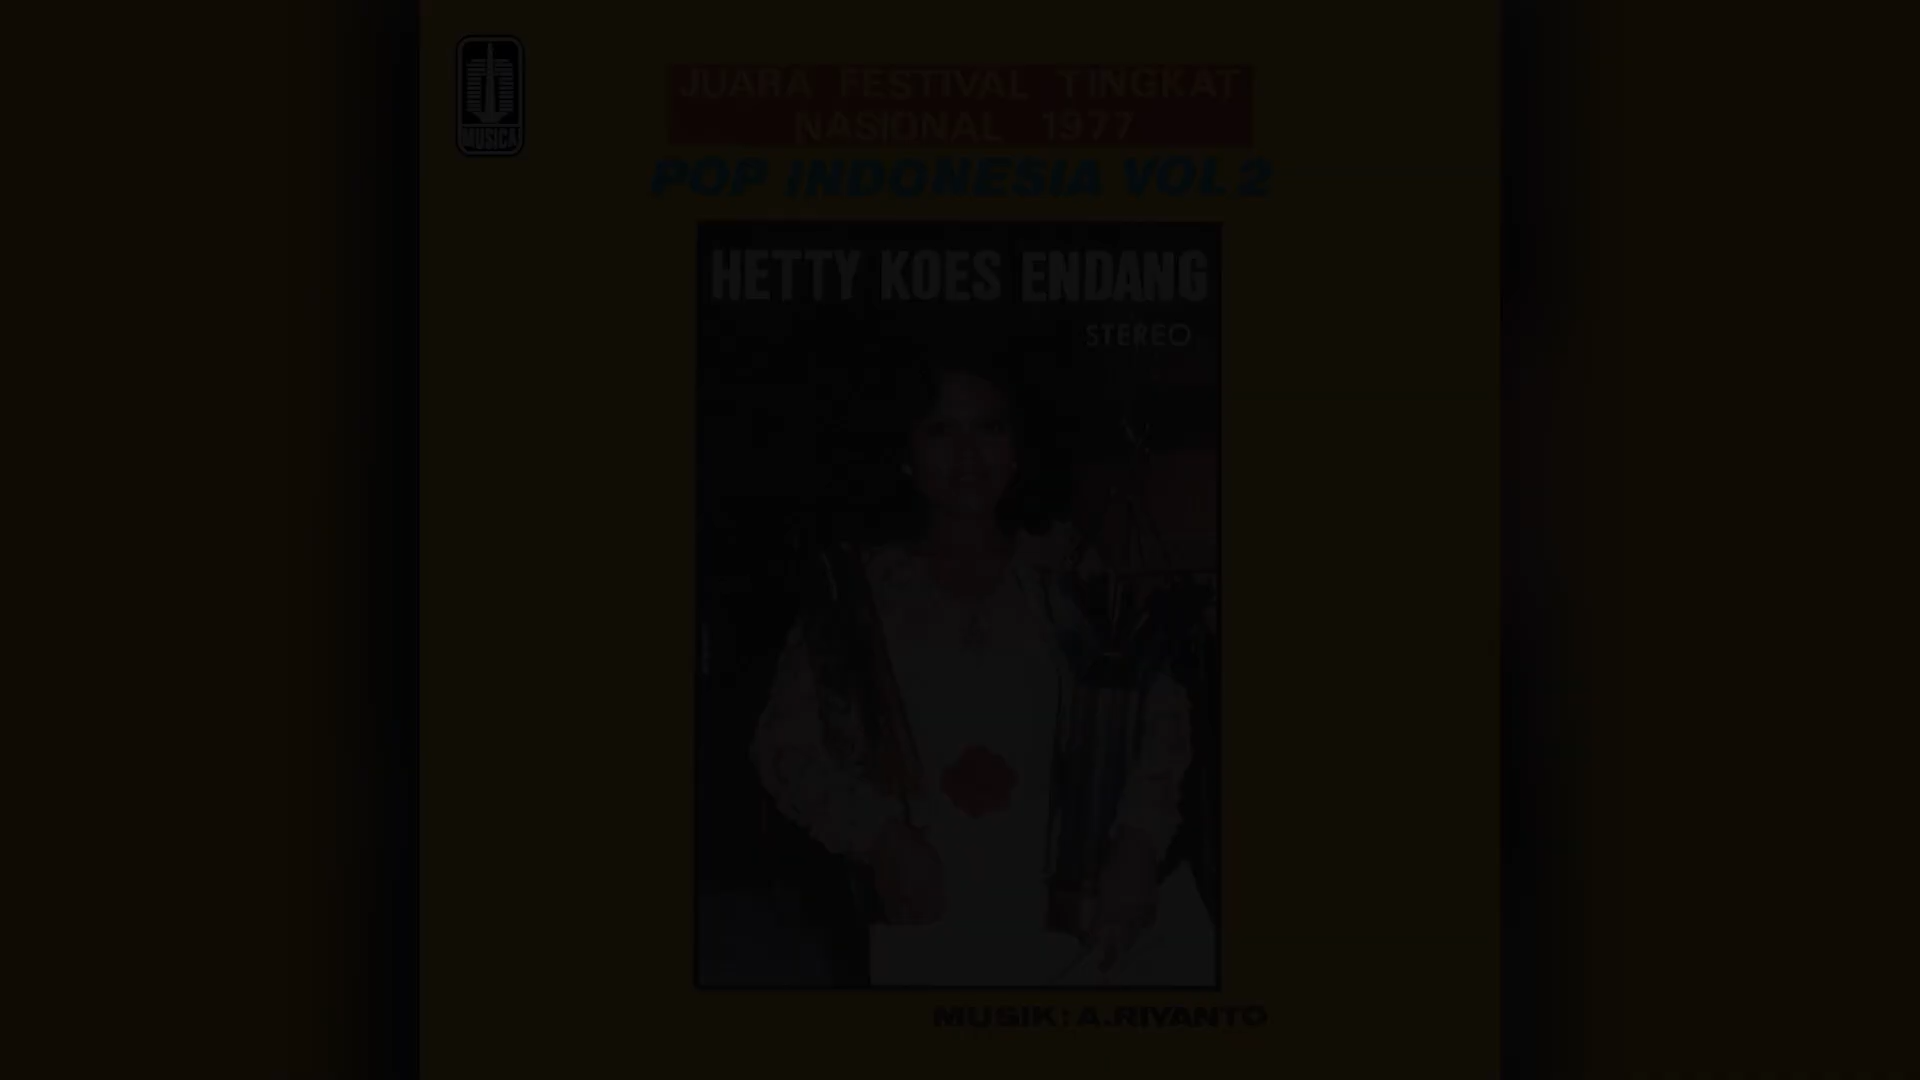 MUSICA
JUARA FESTIVAL TINGKAT
NASIONAL 1977
POP INDONESIA VOL 2
HETTY KOES ENDANG
STEREO
MUSIK: A.RIYANTO